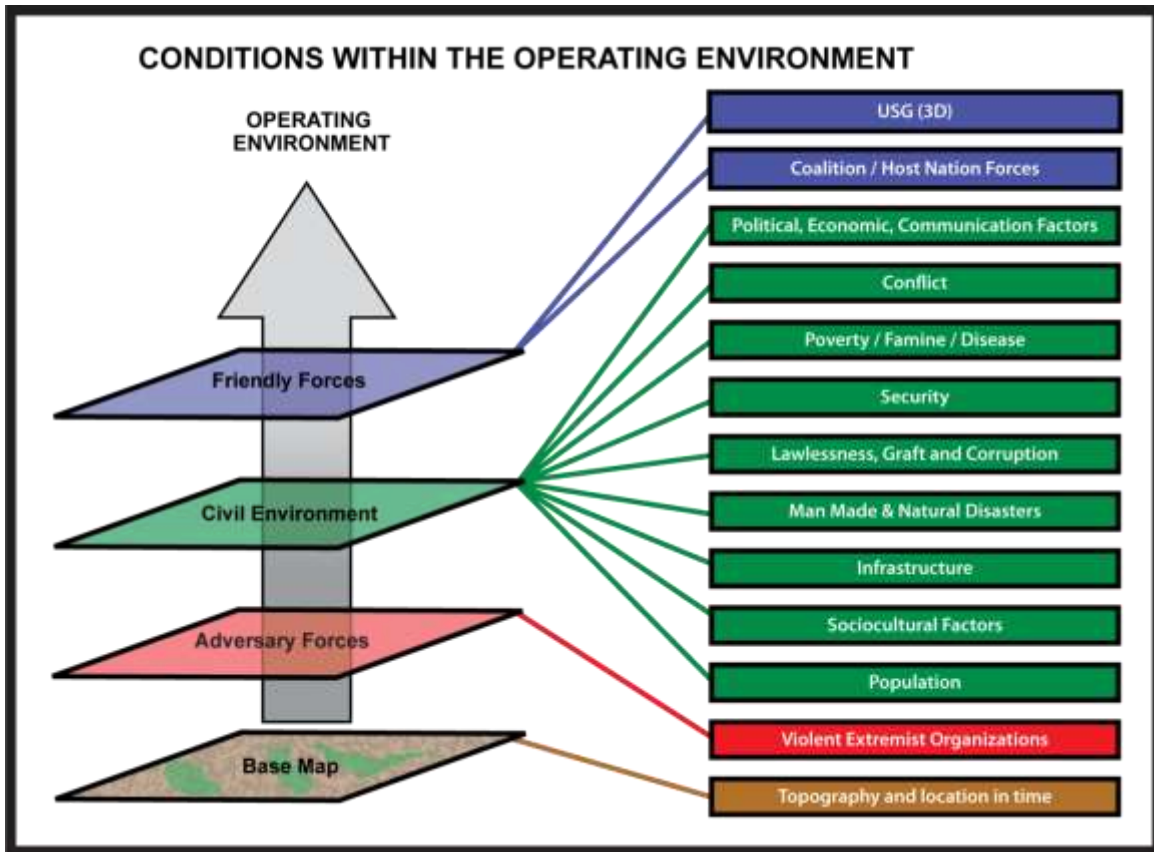 CONDITIONS WITHIN THE OPERATING ENVIRONMENT
OPERATING
ENVIRONMENT
Friendly Forces
Civil Environment
Adversary Forces
Base Map
USG (3D)
Coalition / Host Nation Forces
Political, Economic, Communication Factors
Conflict
Poverty / Famine / Disease
Security
Lawlessness, Graft and Corruption
Man Made & Natural Disasters
Infrastructure
Sociocultural Factors
Population
Violent Extremist Organizations
Topography and location in time